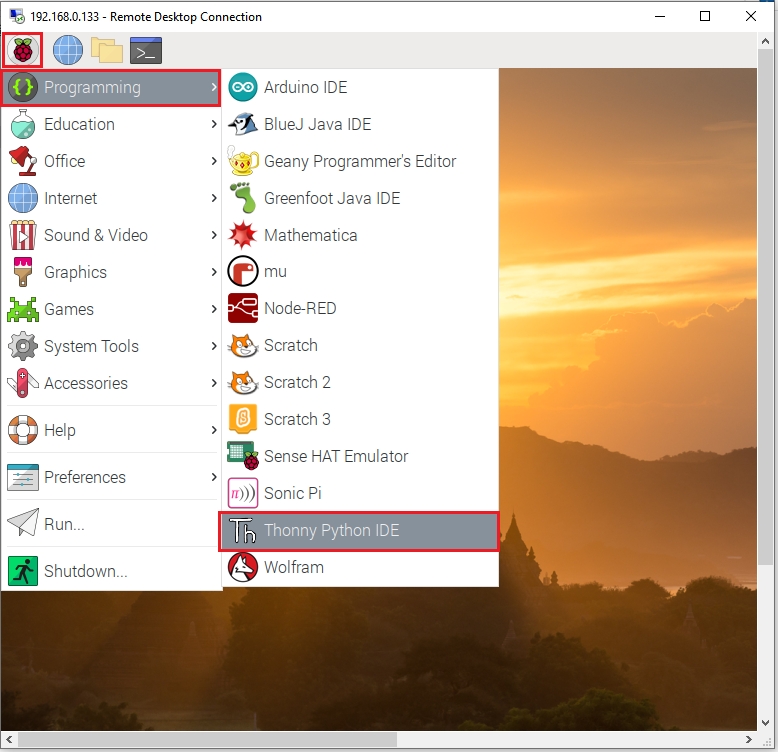 192.168.0.133 - Remote Desktop Connection
Programming
Education
Office
Internet
Sound & Video
Graphics
Games
System Tools
Accessories
Help
Preferences
Run...
Shutdown...
Arduino IDE
BlueJ Java IDE
Geany Programmer's Editor
Greenfoot Java IDE
Mathematica
mu
Node-RED
Scratch
Scratch 2
Scratch 3
Sense HAT Emulator
Sonic Pi
Th Thonny Python IDE
Wolfram